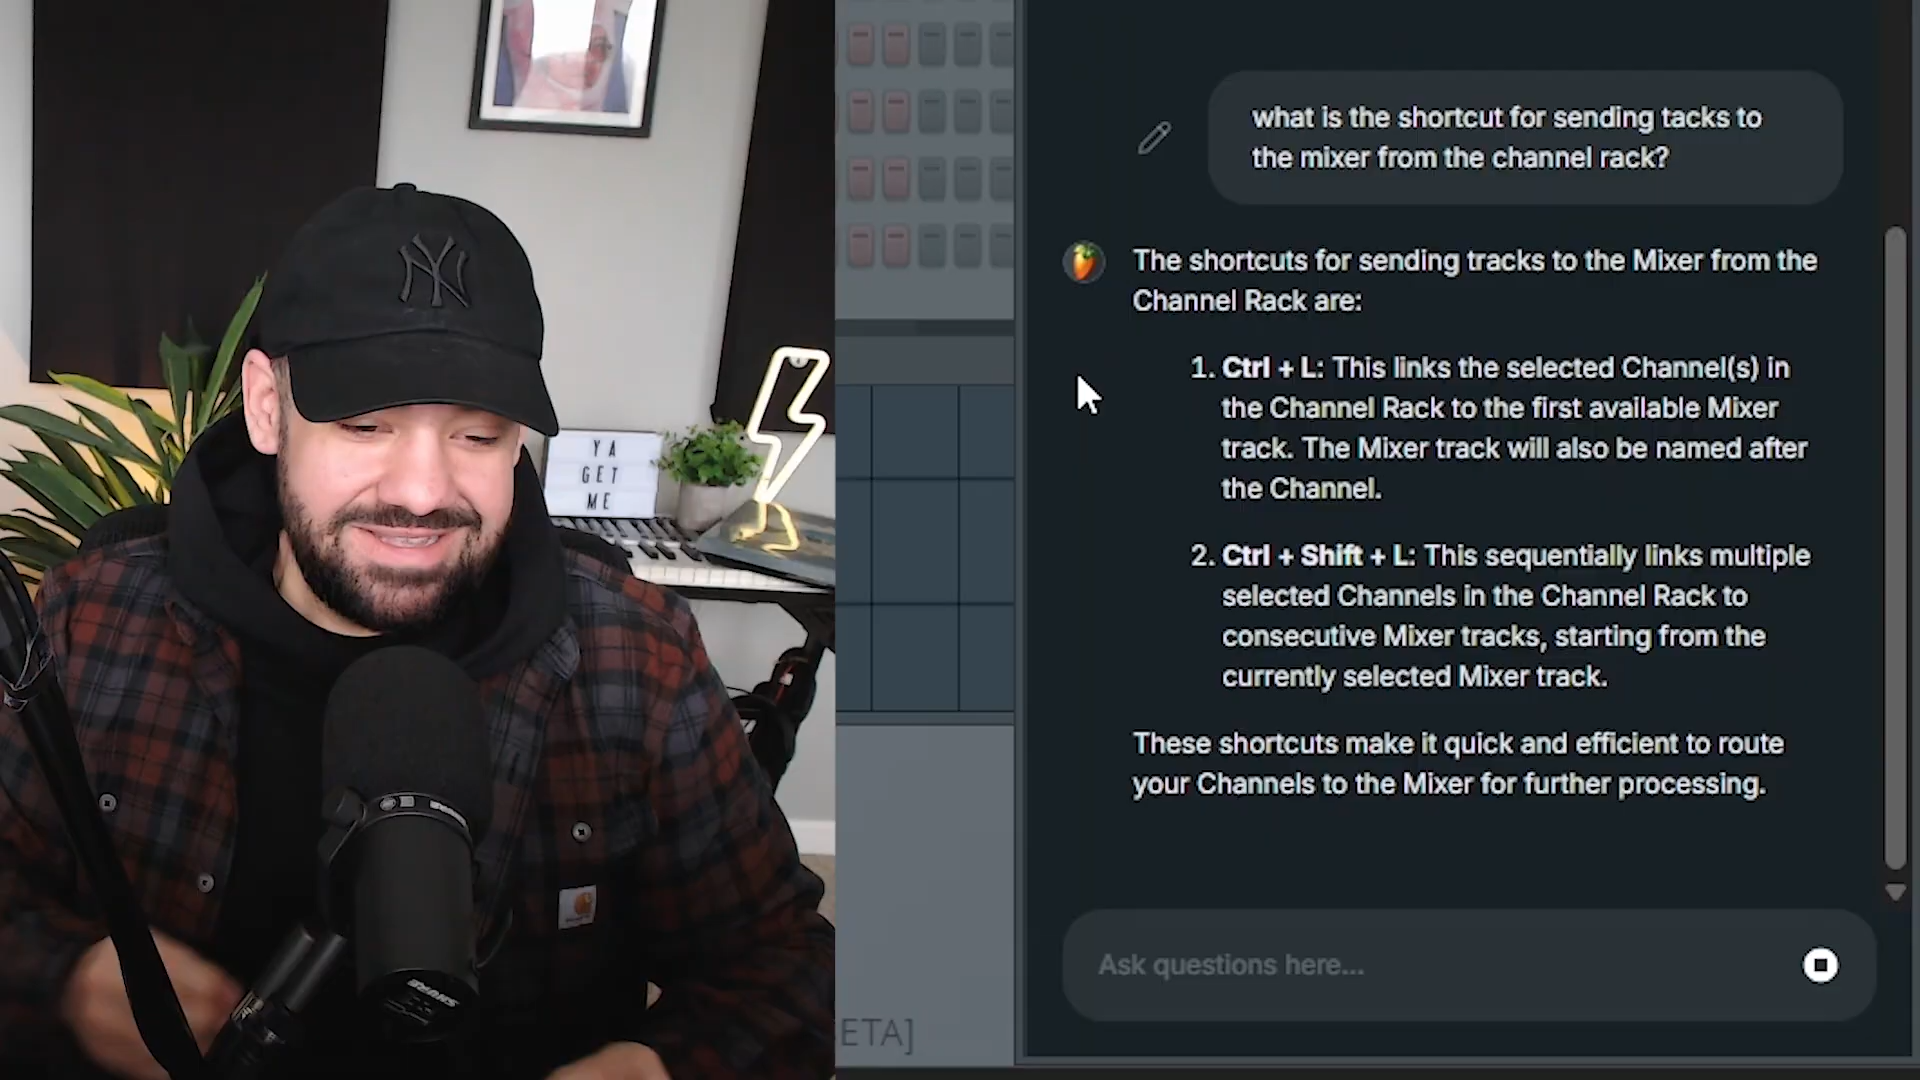 NY
YA
GET
ME
SHURE
what is the shortcut for sending tacks to
the mixer from the channel rack?
The shortcuts for sending tracks to the Mixer from the
Channel Rack are:
1. Ctrl + L: This links the selected Channel(s) in
the Channel Rack to the first available Mixer
track. The Mixer track will also be named after
the Channel.
2. Ctrl + Shift + L: This sequentially links multiple
selected Channels in the Channel Rack to
consecutive Mixer tracks, starting from the
currently selected Mixer track.
These shortcuts make it quick and efficient to route
your Channels to the Mixer for further processing.
Ask questions here...
ETA]